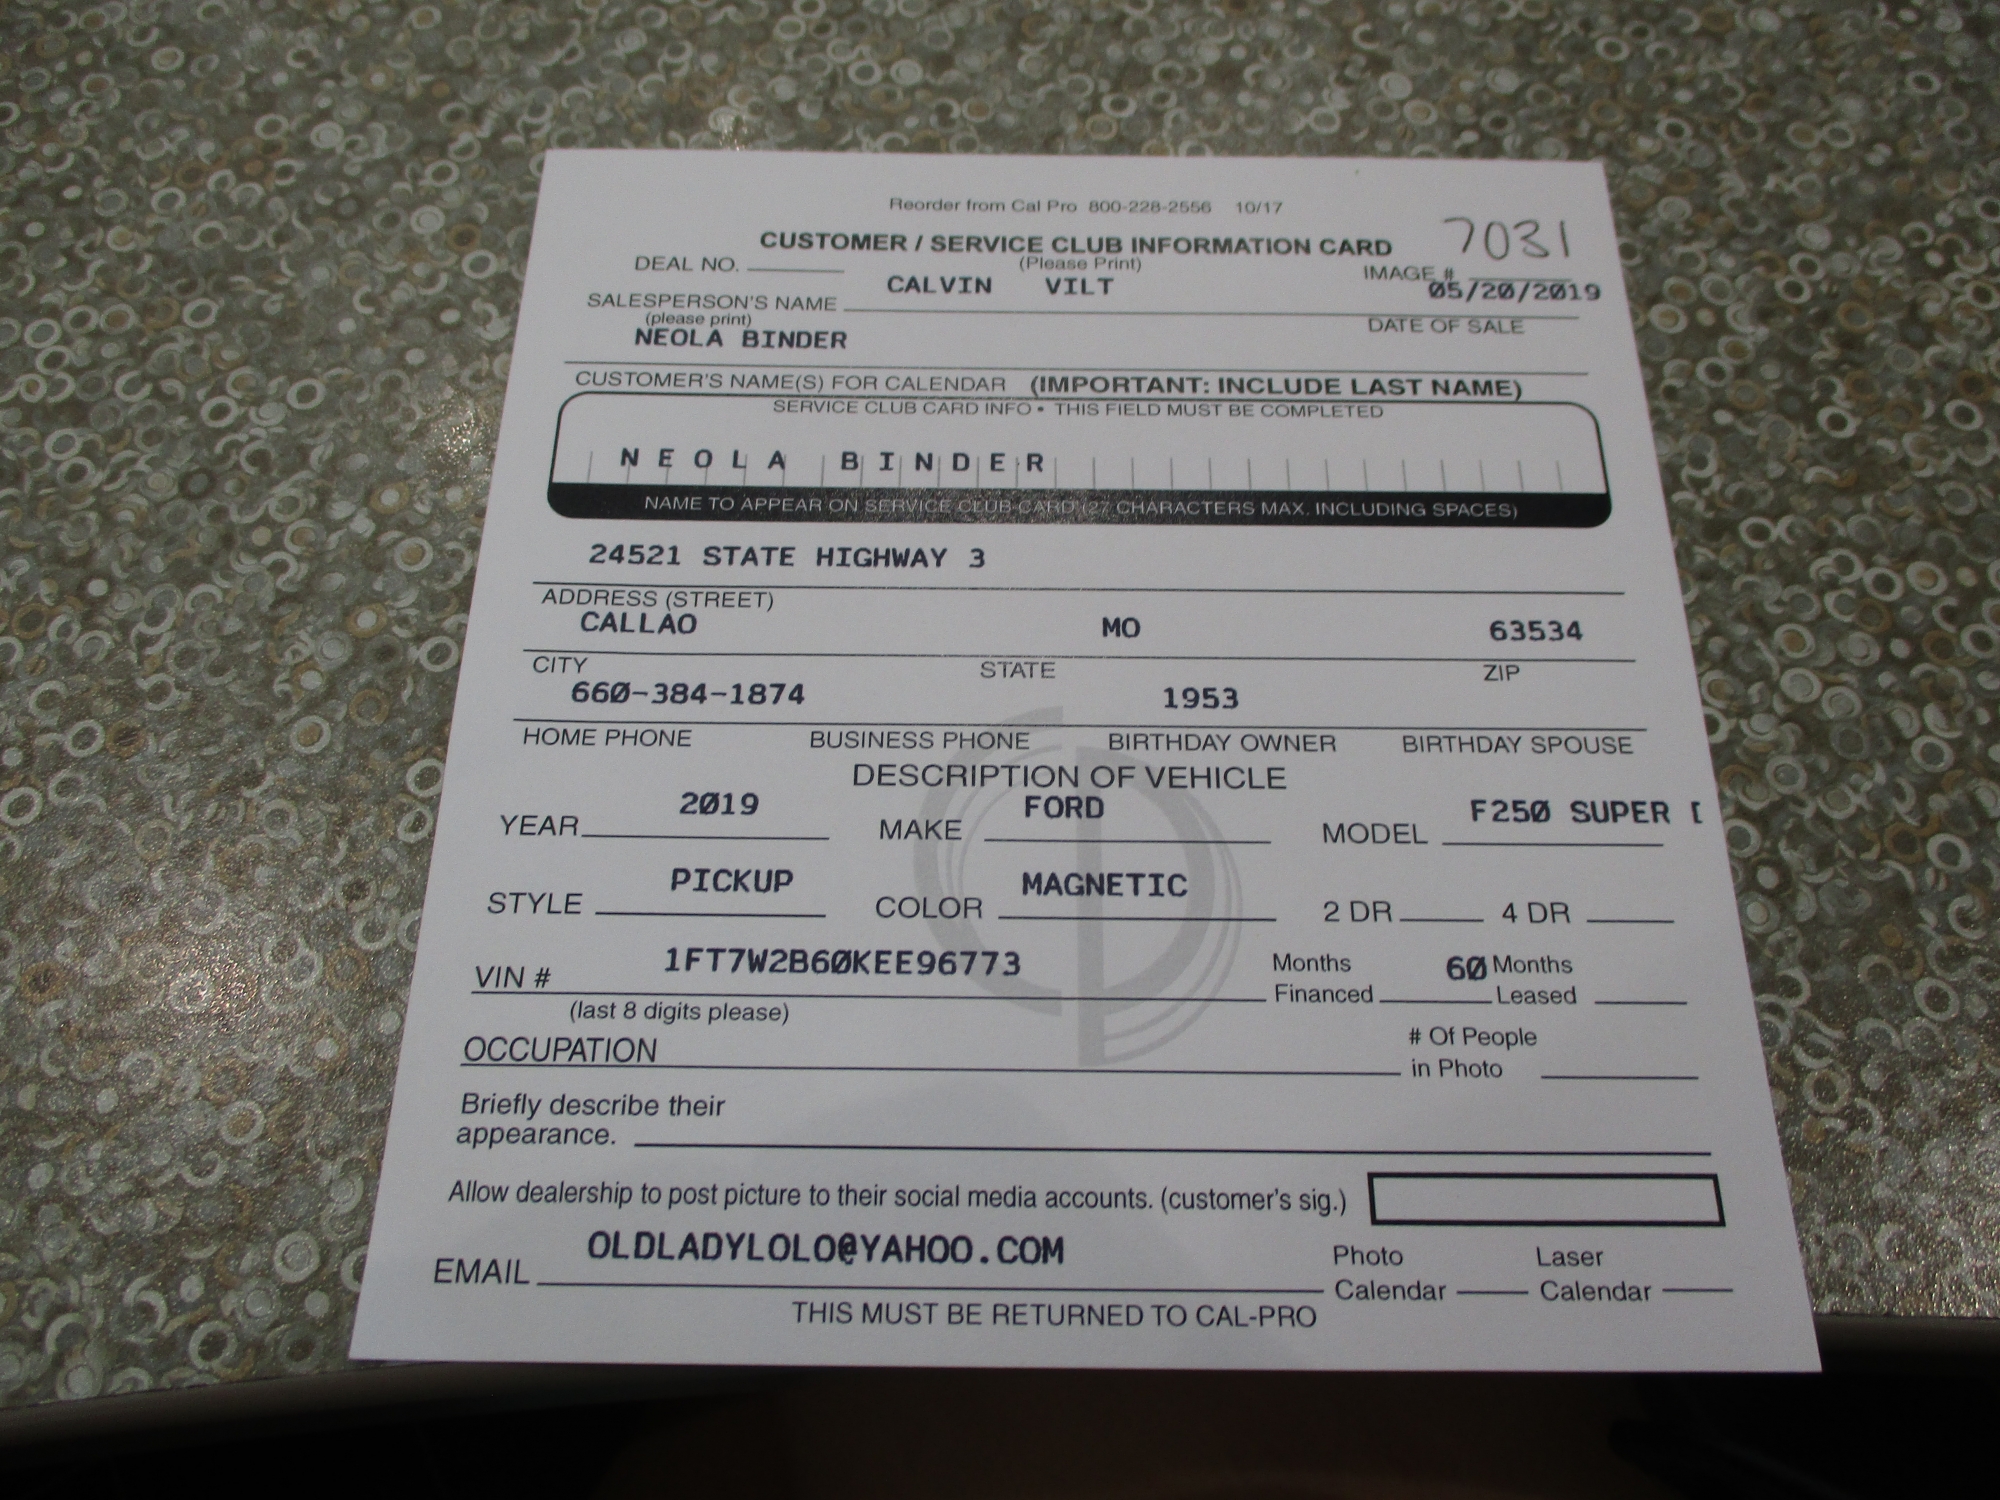 Reorder from Cal Pro 800-228-2556 10/17
CUSTOMER / SERVICE CLUB INFORMATION CARD 7031
DEAL NO. (Please Print) IMAGE #
CALVIN VILT 05/20/2019
SALESPERSON'S NAME
(please print) DATE OF SALE
NEOLA BINDER
CUSTOMER'S NAME(S) FOR CALENDAR (IMPORTANT: INCLUDE LAST NAME)
SERVICE CLUB CARD INFO • THIS FIELD MUST BE COMPLETED
NEOLA BINDER
NAME TO APPEAR ON SERVICE CLUB CARD (27 CHARACTERS MAX. INCLUDING SPACES)
24521 STATE HIGHWAY 3
ADDRESS (STREET)
CALLAO MO 63534
CITY STATE ZIP
660-384-1874 1953
HOME PHONE BUSINESS PHONE BIRTHDAY OWNER BIRTHDAY SPOUSE
DESCRIPTION OF VEHICLE
2019 FORD F250 SUPER
YEAR MAKE MODEL
PICKUP MAGNETIC
STYLE COLOR 2 DR 4 DR
VIN # 1FT7W2B60KEE96773 Months 60 Months
Financed Leased
(last 8 digits please)
OCCUPATION # Of People
in Photo
Briefly describe their
appearance.
Allow dealership to post picture to their social media accounts. (customer's sig.)
OLDLADYLOLO@YAHOO.COM Photo Laser
EMAIL Calendar Calendar
THIS MUST BE RETURNED TO CAL-PRO